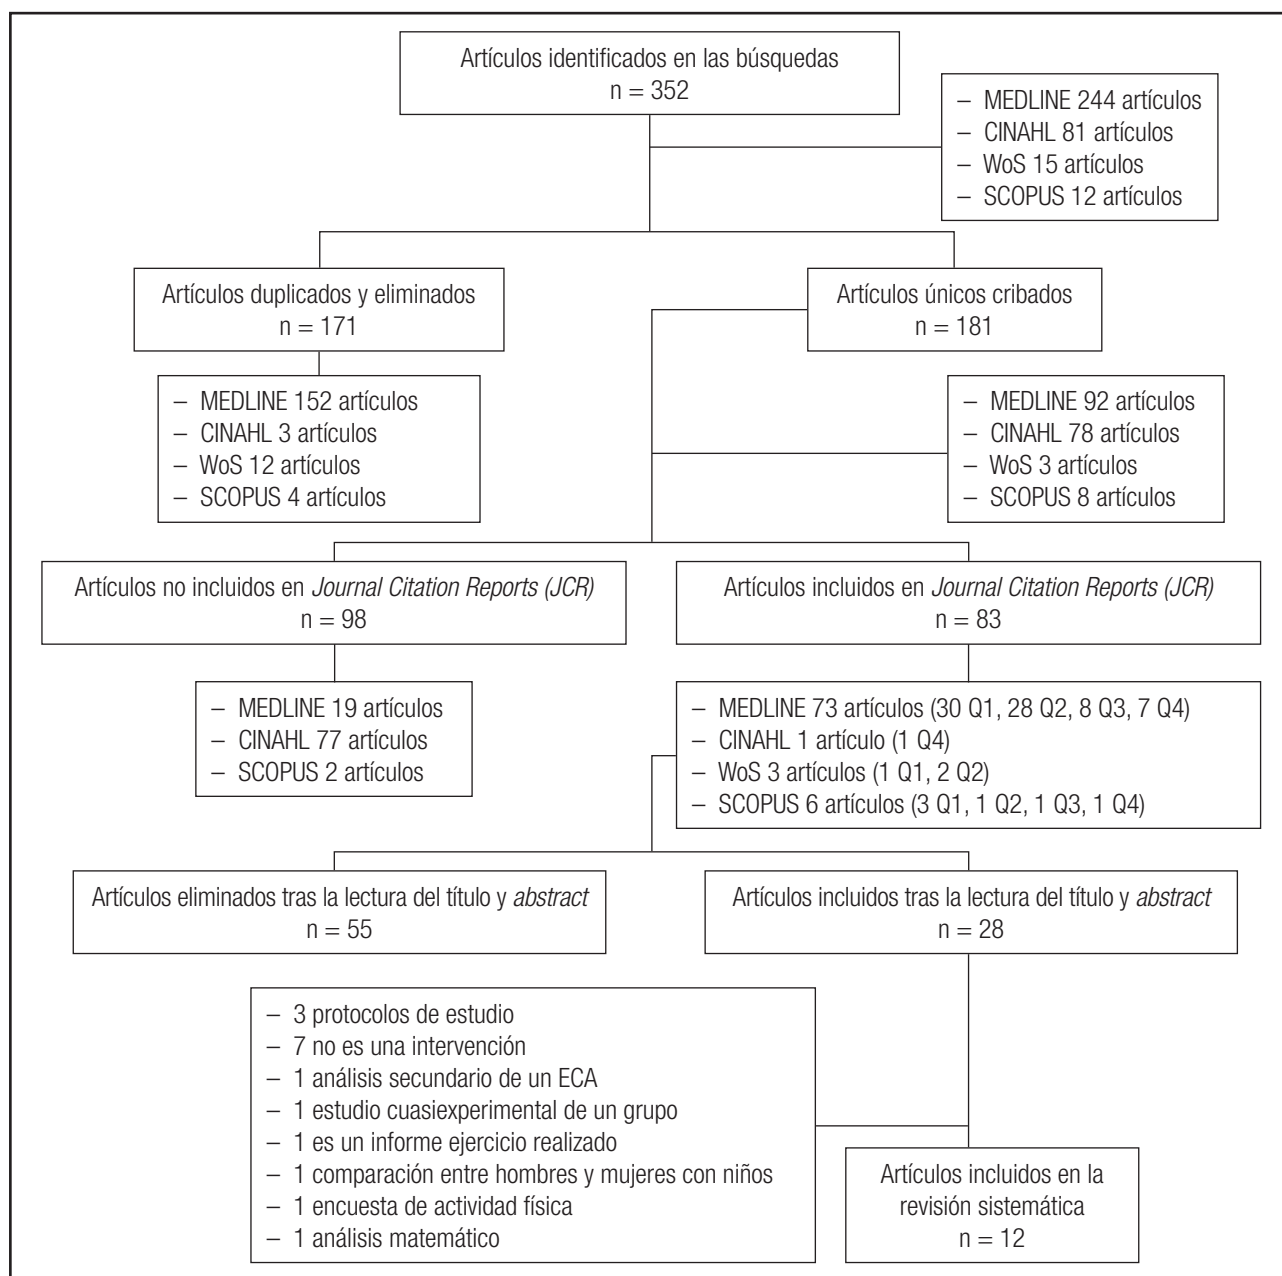 Artículos identificados en las búsquedas
n = 352
– MEDLINE 244 artículos
– CINAHL 81 artículos
– WoS 15 artículos
– SCOPUS 12 artículos
Artículos duplicados y eliminados
n = 171
Artículos únicos cribados
n = 181
– MEDLINE 152 artículos
– CINAHL 3 artículos
– WoS 12 artículos
– SCOPUS 4 artículos
– MEDLINE 92 artículos
– CINAHL 78 artículos
– WoS 3 artículos
– SCOPUS 8 artículos
Artículos no incluidos en Journal Citation Reports (JCR)
n = 98
Artículos incluidos en Journal Citation Reports (JCR)
n = 83
– MEDLINE 19 artículos
– CINAHL 77 artículos
– SCOPUS 2 artículos
– MEDLINE 73 artículos (30 Q1, 28 Q2, 8 Q3, 7 Q4)
– CINAHL 1 artículo (1 Q4)
– WoS 3 artículos (1 Q1, 2 Q2)
– SCOPUS 6 artículos (3 Q1, 1 Q2, 1 Q3, 1 Q4)
Artículos eliminados tras la lectura del título y abstract
n = 55
Artículos incluidos tras la lectura del título y abstract
n = 28
– 3 protocolos de estudio
– 7 no es una intervención
– 1 análisis secundario de un ECA
– 1 estudio cuasiexperimental de un grupo
– 1 es un informe ejercicio realizado
– 1 comparación entre hombres y mujeres con niños
– 1 encuesta de actividad física
– 1 análisis matemático
Artículos incluidos en la
revisión sistemática
n = 12